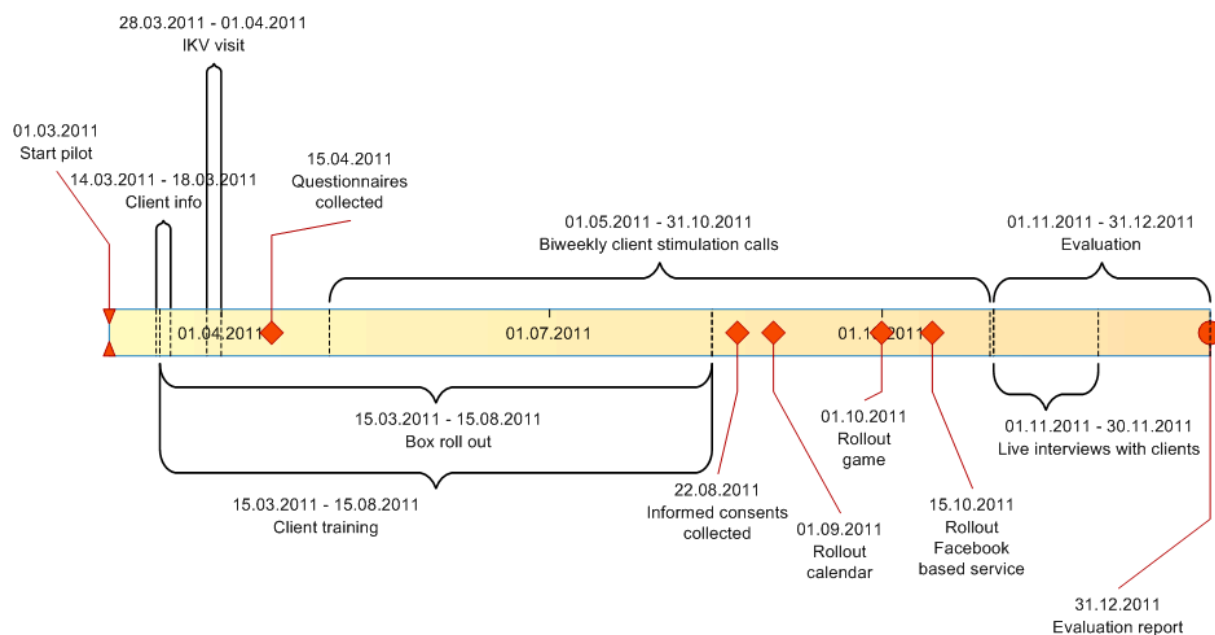 28.03.2011 - 01.04.2011
IKV visit
01.03.2011
Start pilot
14.03.2011 - 18.03.2011
Client info
15.04.2011
Questionnaires
collected
01.05.2011 - 31.10.2011
Biweekly client stimulation calls
01.11.2011 - 31.12.2011
Evaluation
01.04.2011
01.07.2011
01.10.2011
15.03.2011 - 15.08.2011
Box roll out
15.03.2011 - 15.08.2011
Client training
22.08.2011
Informed consents
collected
01.09.2011
Rollout
calendar
01.10.2011
Rollout
game
15.10.2011
Rollout
Facebook
based service
01.11.2011 - 30.11.2011
Live interviews with clients
31.12.2011
Evaluation report